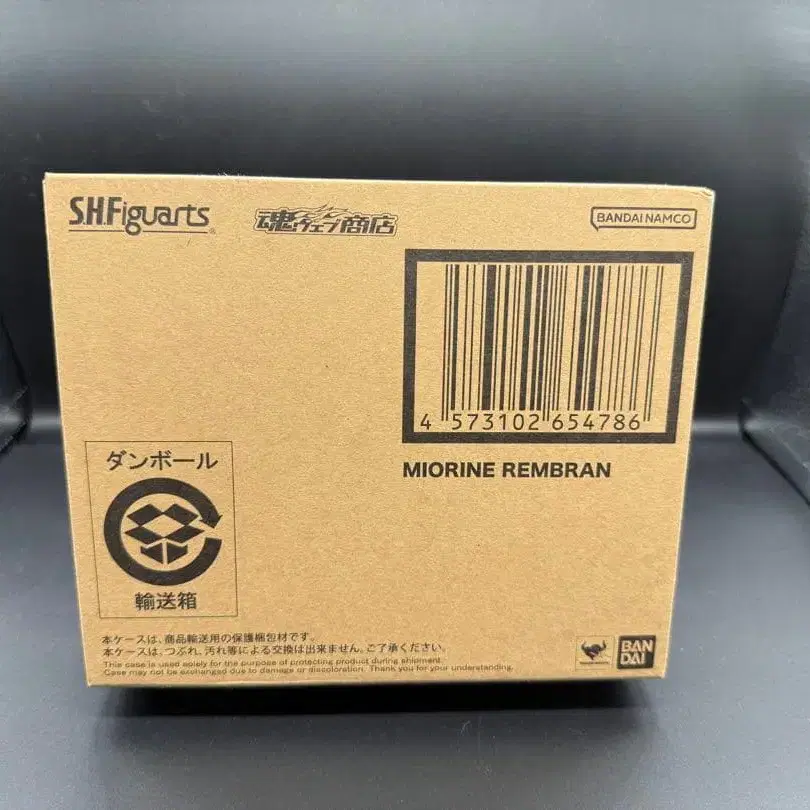 S.H.Figuarts
魂ウェブ商店
BANDAI NAMCO
4 573102 654786
MIORINE REMBRAN
ダンボール
輸送箱
本ケースは、商品輸送用の保護梱包材です。
本ケースは、つぶれ、汚れ等による交換は出来ません。ご了承ください。
This case is used solely for the purpose of protecting product during shipment.
Case may not be exchanged due to damage or discoloration. Thank you for your understanding.
BAN
DAI